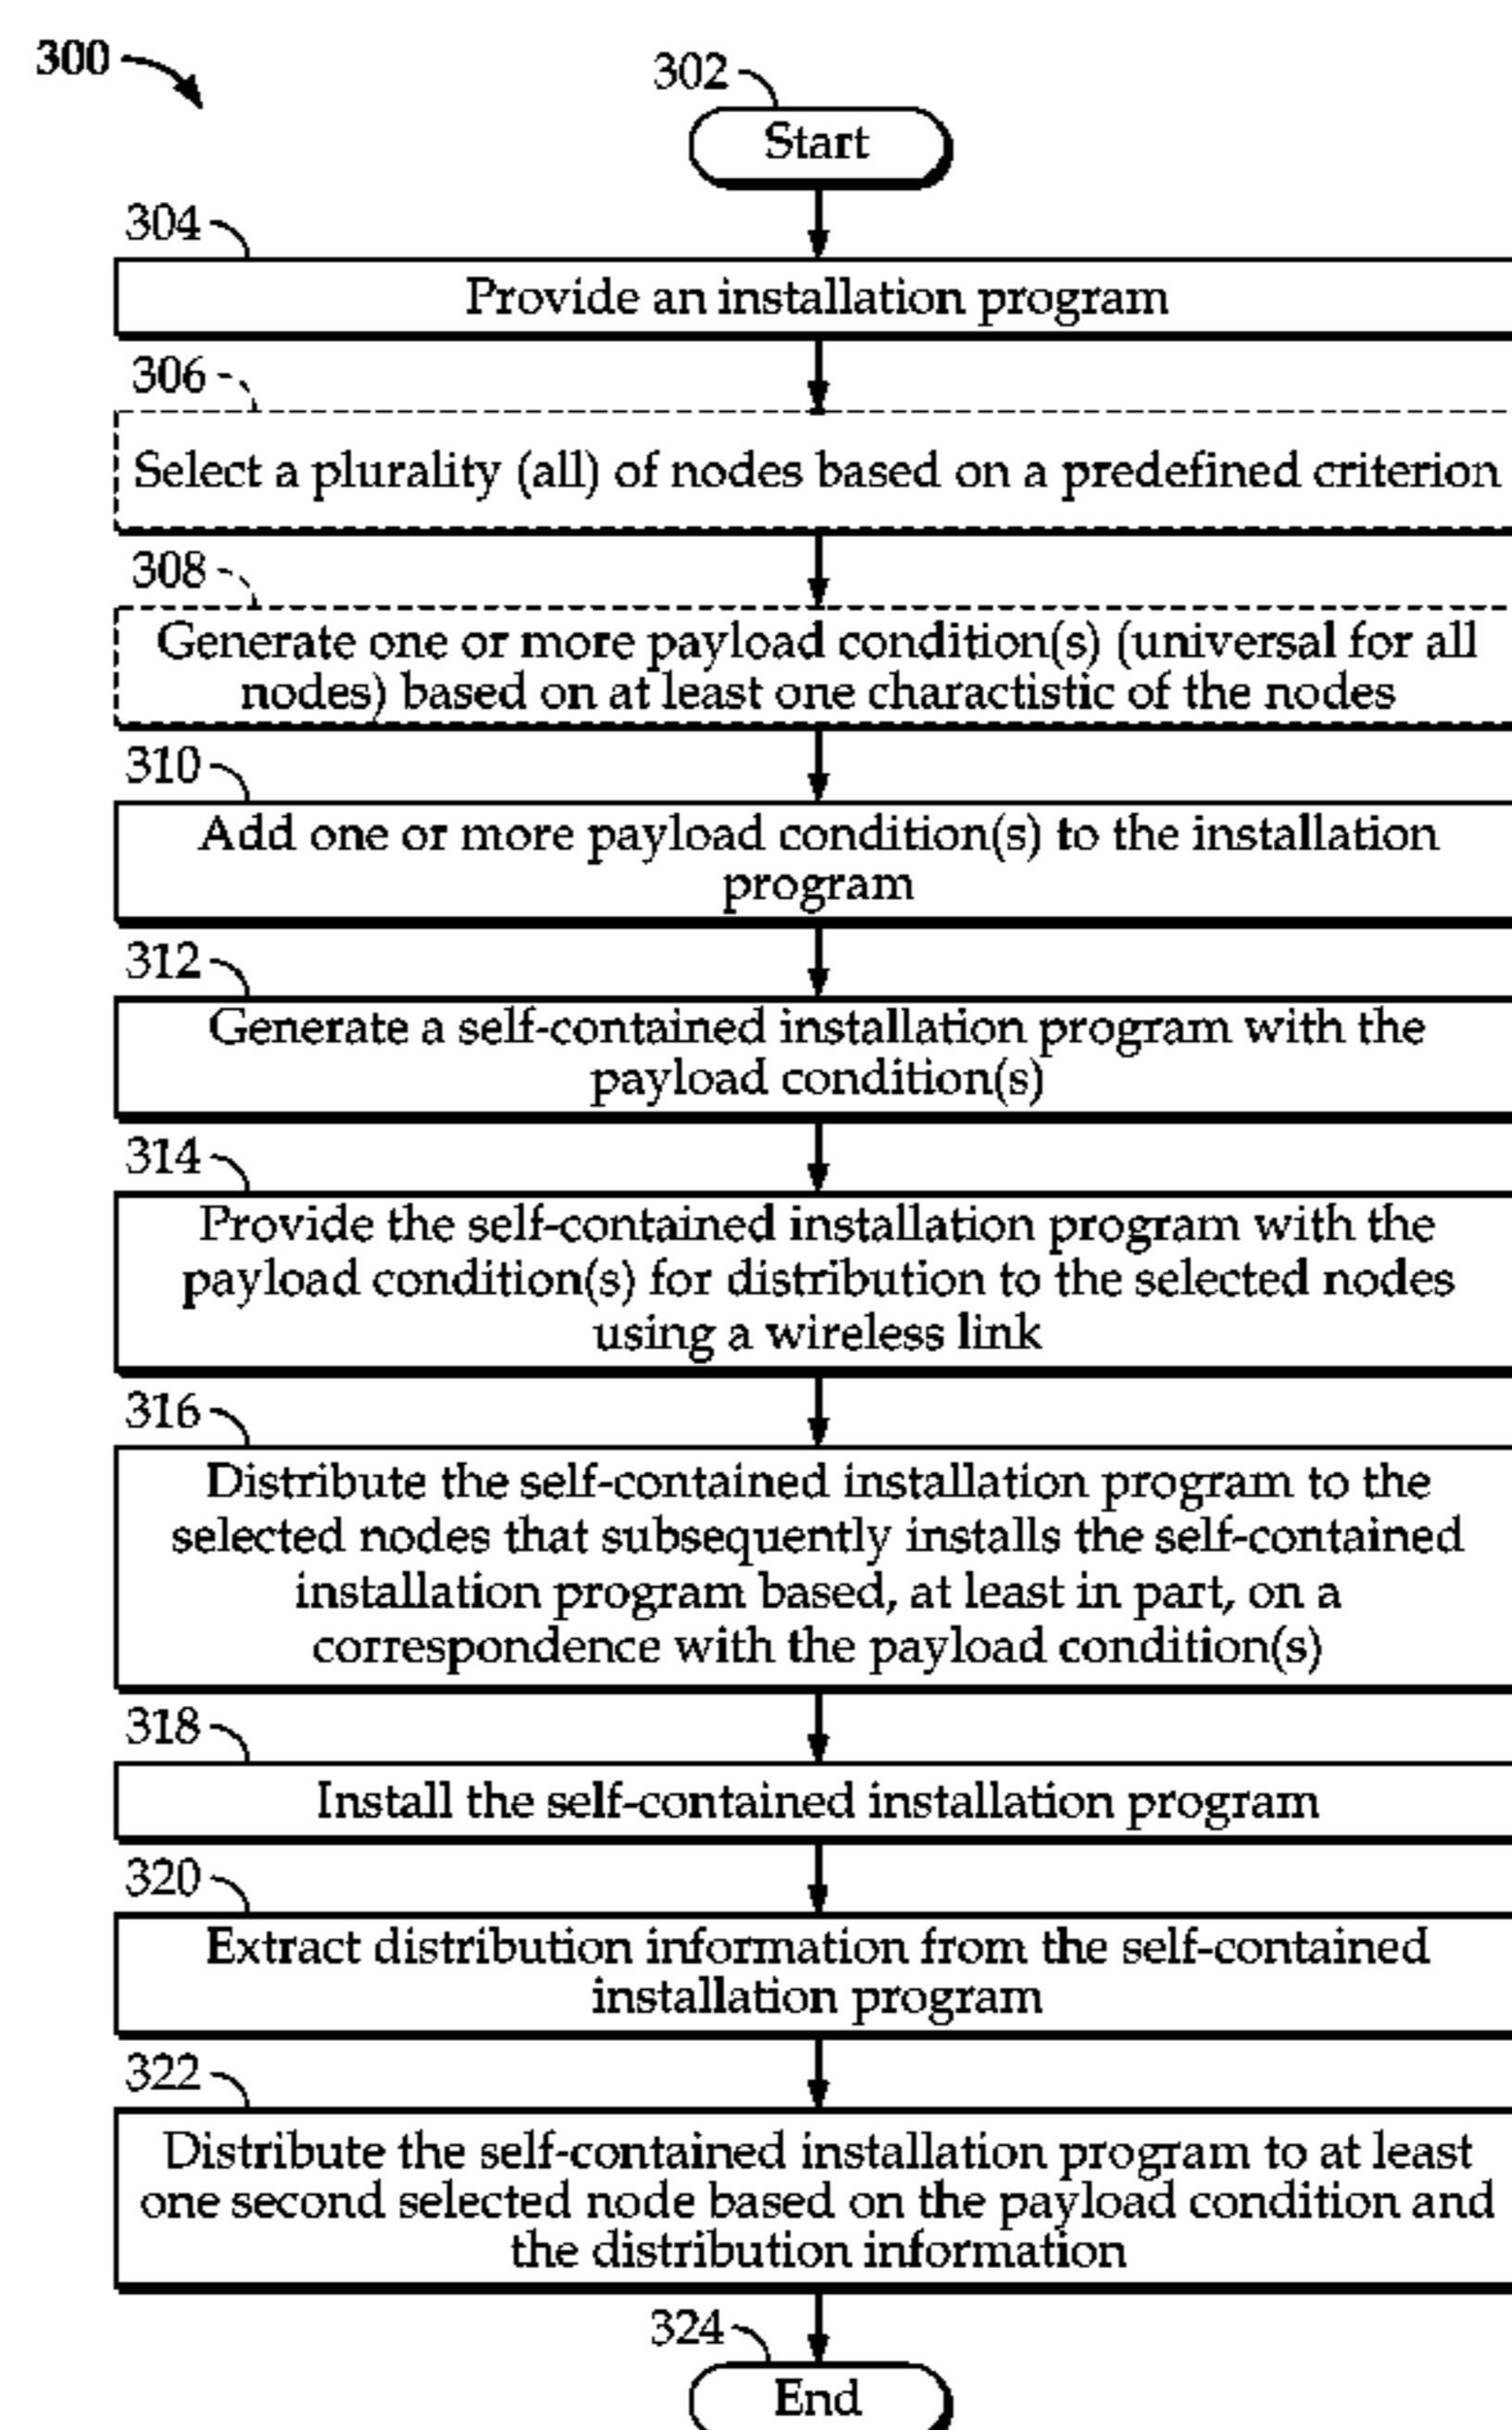 300
302
Start
304
Provide an installation program
306
Select a plurality (all) of nodes based on a predefined criterion
308
Generate one or more payload condition(s) (universal for all
nodes) based on at least one charactistic of the nodes
310
Add one or more payload condition(s) to the installation
program
312
Generate a self-contained installation program with the
payload condition(s)
314
Provide the self-contained installation program with the
payload condition(s) for distribution to the selected nodes
using a wireless link
316
Distribute the self-contained installation program to the
selected nodes that subsequently installs the self-contained
installation program based, at least in part, on a
correspondence with the payload condition(s)
318
Install the self-contained installation program
320
Extract distribution information from the self-contained
installation program
322
Distribute the self-contained installation program to at least
one second selected node based on the payload condition and
the distribution information
324
End